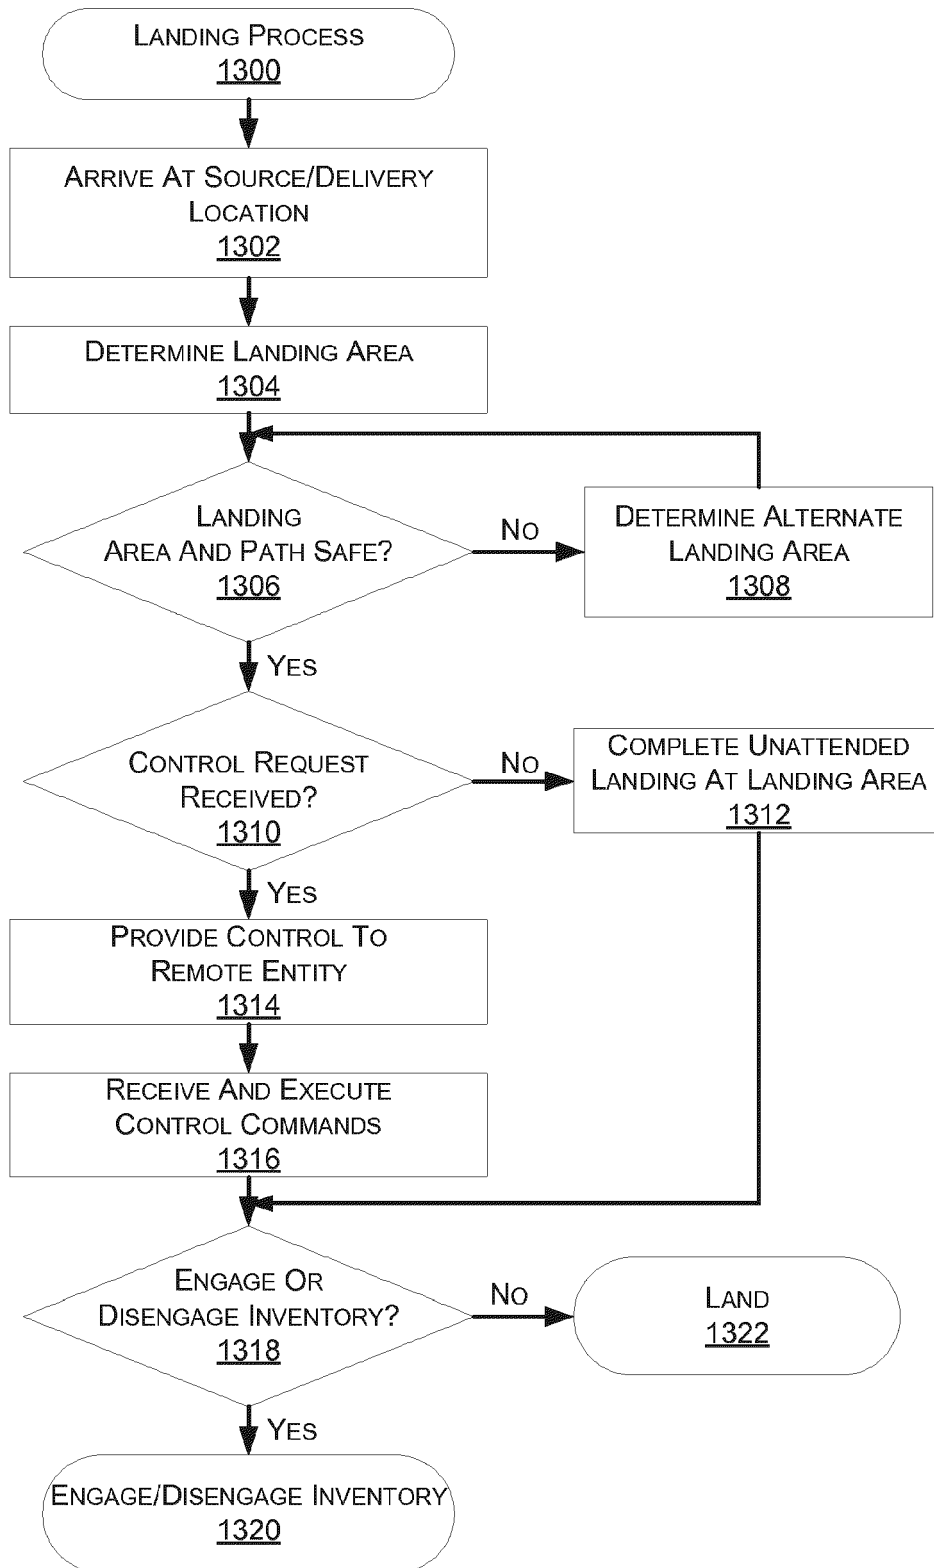 LANDING PROCESS
1300
ARRIVE AT SOURCE/DELIVERY
LOCATION
1302
DETERMINE LANDING AREA
1304
LANDING
AREA AND PATH SAFE?
1306
NO
DETERMINE ALTERNATE
LANDING AREA
1308
YES
CONTROL REQUEST
RECEIVED?
1310
NO
COMPLETE UNATTENDED
LANDING AT LANDING AREA
1312
YES
PROVIDE CONTROL TO
REMOTE ENTITY
1314
RECEIVE AND EXECUTE
CONTROL COMMANDS
1316
ENGAGE OR
DISENGAGE INVENTORY?
1318
NO
LAND
1322
YES
ENGAGE/DISENGAGE INVENTORY
1320